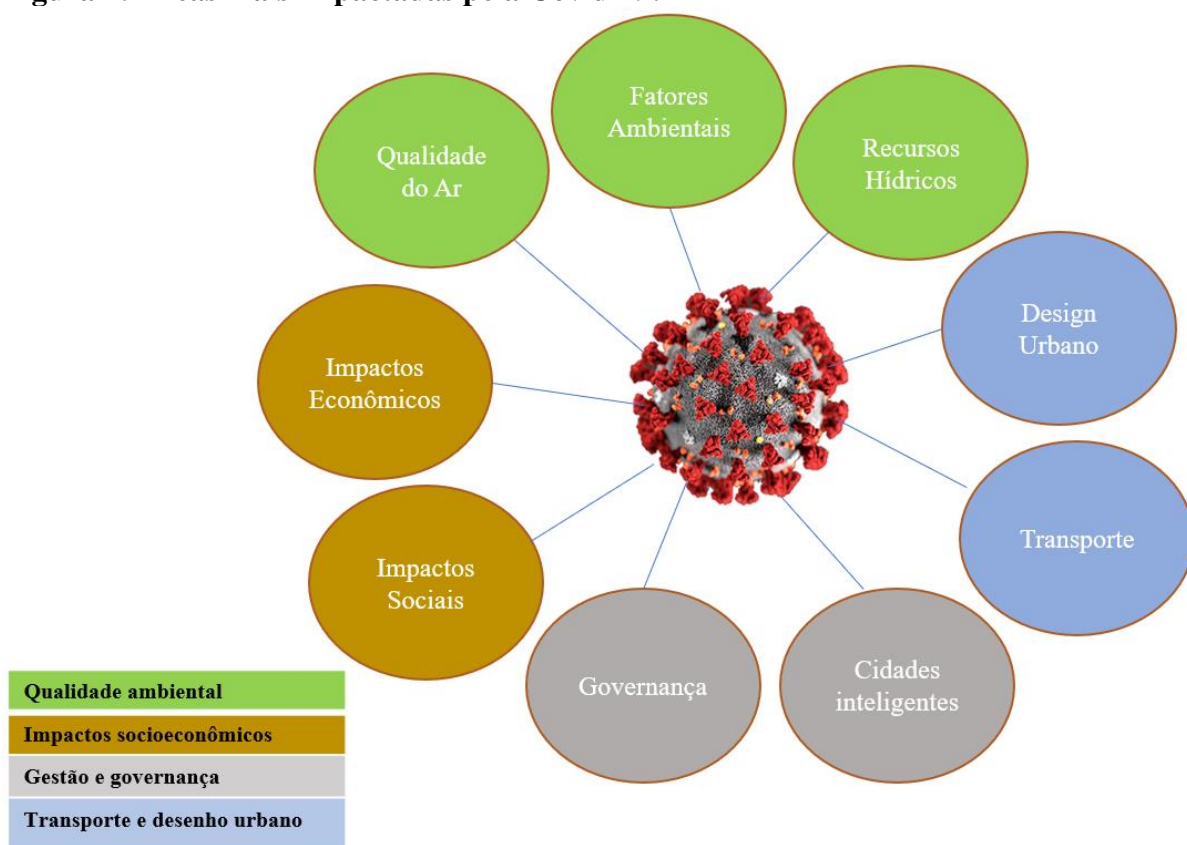 Fatores
Ambientais
Qualidade
do Ar
Recursos
Hídricos
Design
Urbano
Impactos
Econômicos
Transporte
Impactos
Sociais
Governança
Cidades
inteligentes
Qualidade ambiental
Impactos socioeconômicos
Gestão e governança
Transporte e desenho urbano